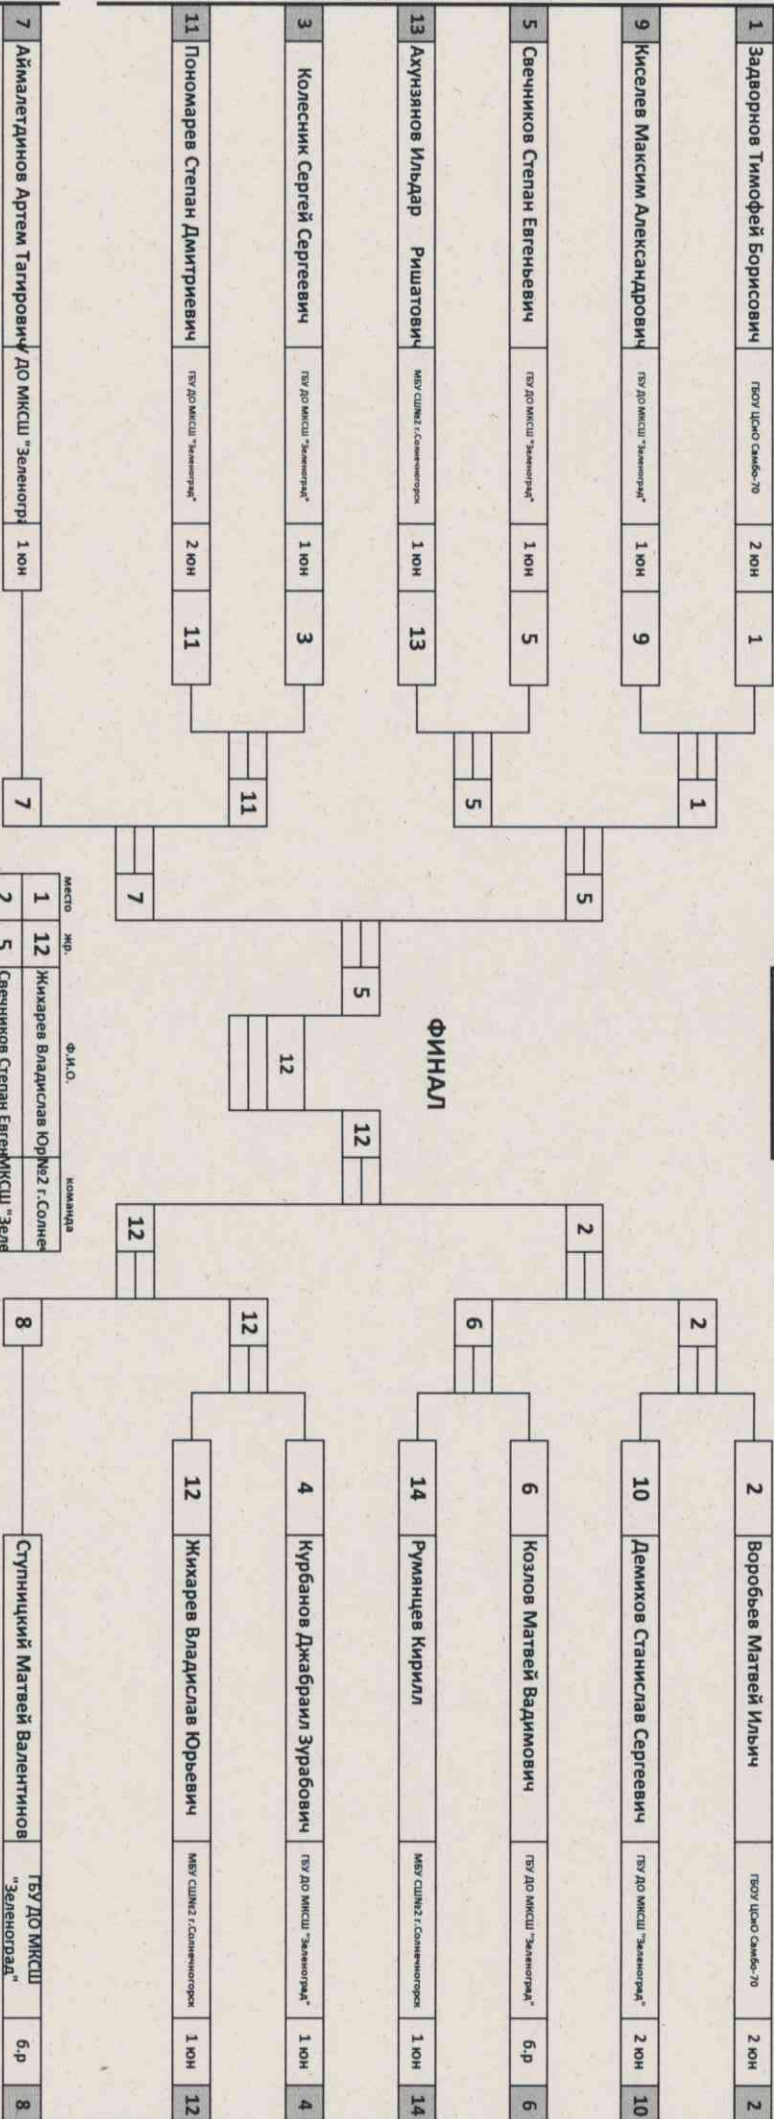 1 Задворнов Тимофей Борисович ГБОУ ЦСиО Самбо-70 2 юн 1
9 Киселев Максим Александрович ГБУ ДО МКСШ "Зеленоград" 1 юн 9
5 Свечников Степан Евгеньевич ГБУ ДО МКСШ "Зеленоград" 1 юн 5
13 Ахунзянов Ильдар Ришатович МБУ СШ№2 г.Солнечногорск 1 юн 13
3 Колесник Сергей Сергеевич ГБУ ДО МКСШ "Зеленоград" 1 юн 3
11 Пономарев Степан Дмитриевич ГБУ ДО МКСШ "Зеленоград" 2 юн 11
7 Аймалетдинов Артем Тагирович ДО МКСШ "Зеленогра 1 юн
1
5
11
7
5
7
5
ФИНАЛ
12
12
2
12
2
6
12
8
2 Воробьев Матвей Ильич ГБОУ ЦСиО Самбо-70 2 юн 2
10 Демихов Станислав Сергеевич ГБУ ДО МКСШ "Зеленоград" 2 юн 10
6 Козлов Матвей Вадимович ГБУ ДО МКСШ "Зеленоград" б.р 6
14 Румянцев Кирилл МБУ СШ№2 г.Солнечногорск 1 юн 14
4 Курбанов Джабраил Зурабович ГБУ ДО МКСШ "Зеленоград" 1 юн 4
12 Жихарев Владислав Юрьевич МБУ СШ№2 г.Солнечногорск 1 юн 12
Ступницкий Матвей Валентинов ГБУ ДО МКСШ "Зеленоград" б.р 8
место жр. Ф.И.О. команда
1 12 Жихарев Владислав Юр №2 г.Солнеч
2 5 Свечников Степан Евген МКСШ "Зеле